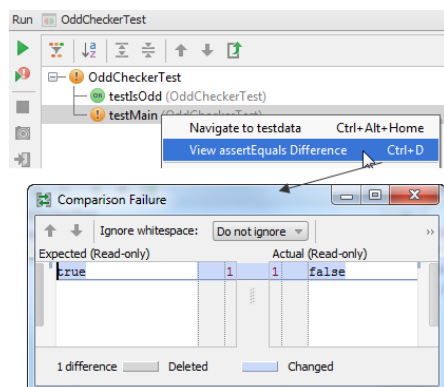 Run OddCheckerTest
OddCheckerTest
OK testIsOdd (OddCheckerTest)
testMain (OddCheckerTest)
Navigate to testdata Ctrl+Alt+Home
View assertEquals Difference Ctrl+D
Comparison Failure
Ignore whitespace: Do not ignore
Expected (Read-only) Actual (Read-only)
true 1 1 false
1 difference Deleted Changed